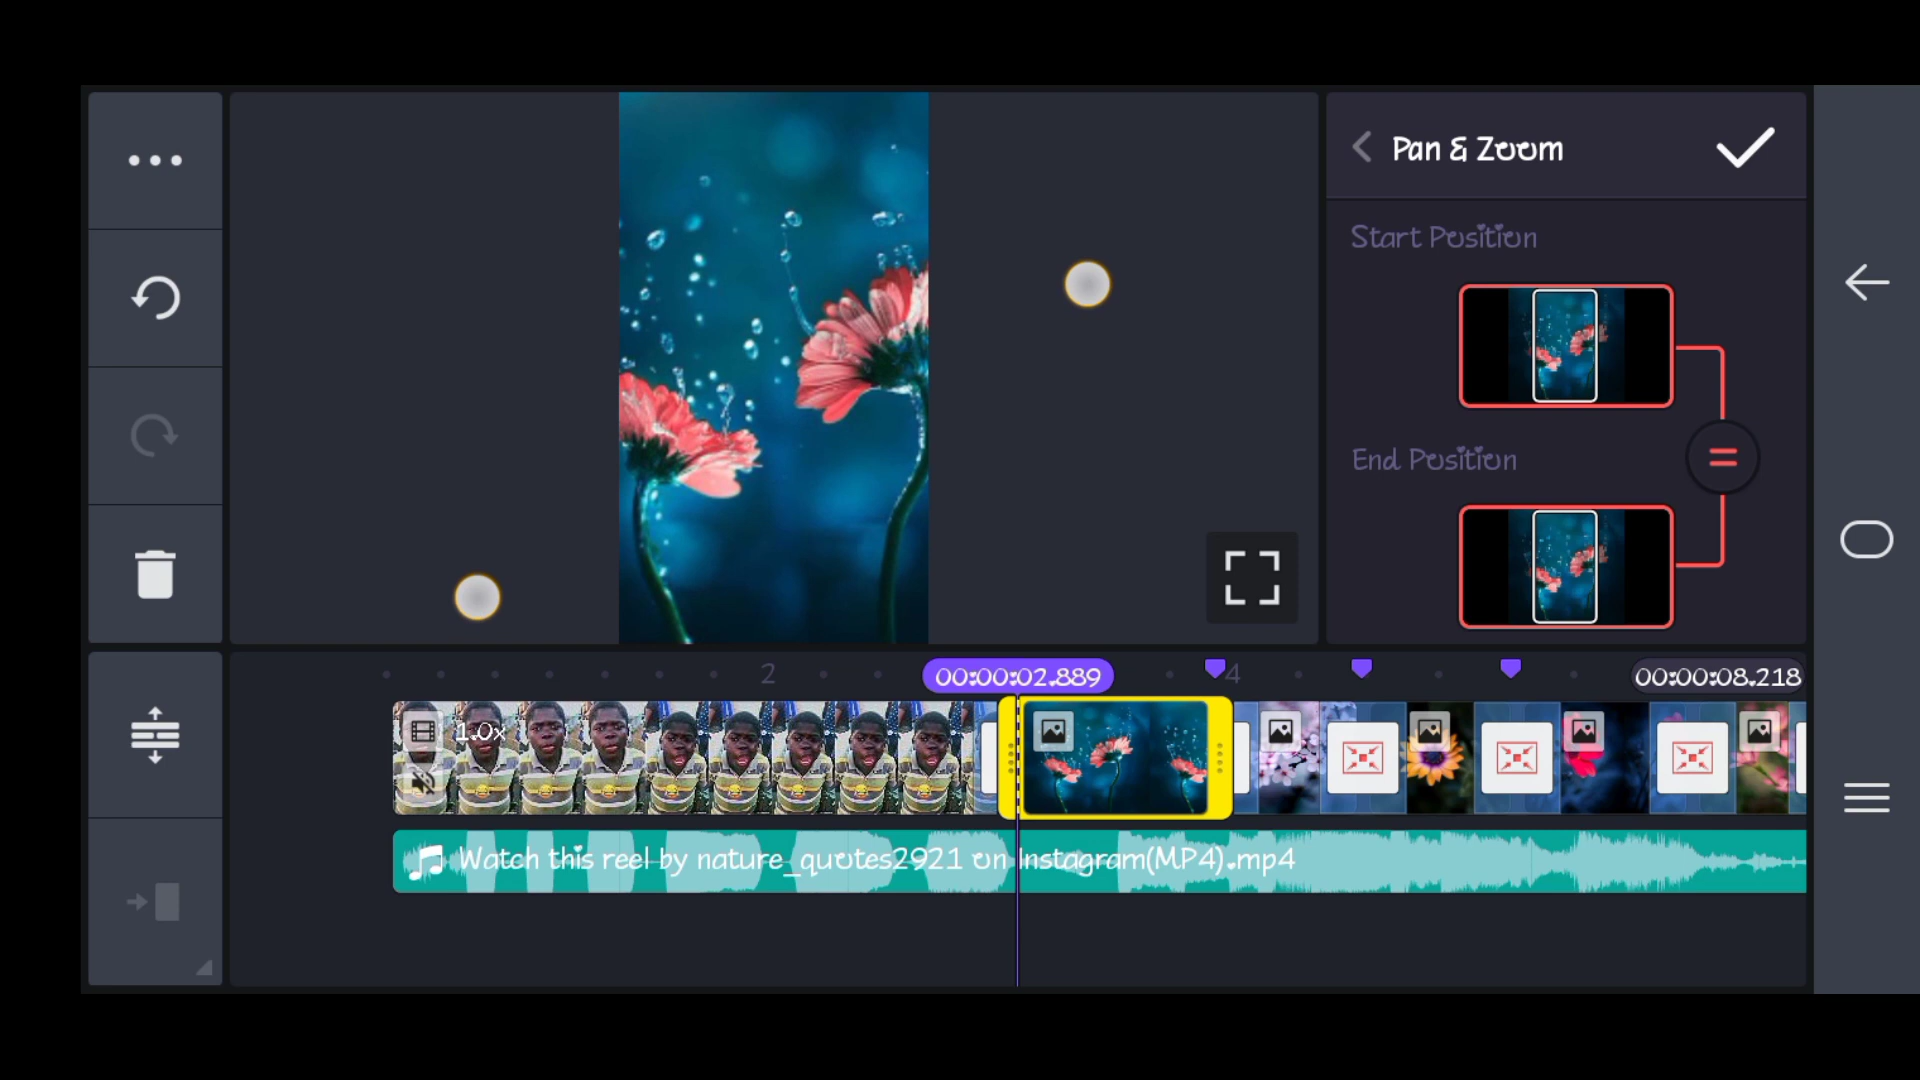 Pan & Zoom
Start Position
End Position
2
00:00:02.889
4
00:00:08.218
1.0x
Watch this reel by nature_quotes2921 on Instagram(MP4).mp4